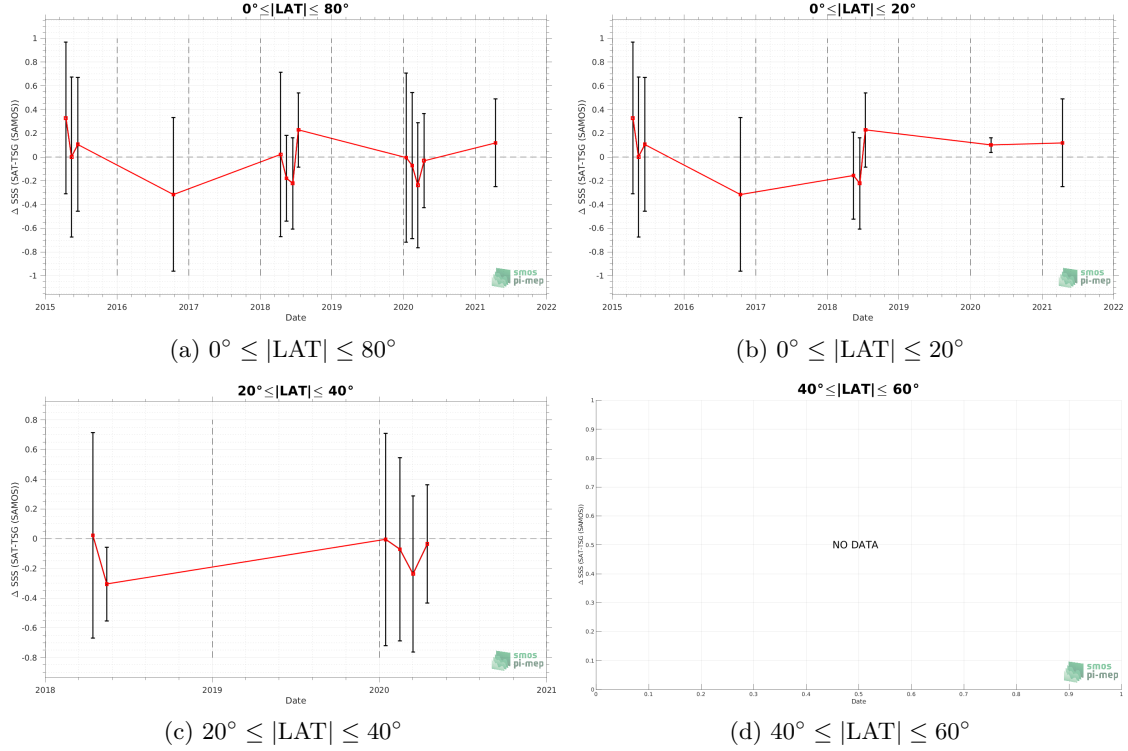 0°≤|LAT|≤ 80°
Δ SSS (SAT-TSG (SAMOS))
1
0.8
0.6
0.4
0.2
0
-0.2
-0.4
-0.6
-0.8
-1
2015 2016 2017 2018 2019 2020 2021 2022
Date
smos
pi-mep
(a) 0° ≤ |LAT| ≤ 80°
0°≤|LAT|≤ 20°
Δ SSS (SAT-TSG (SAMOS))
1
0.8
0.6
0.4
0.2
0
-0.2
-0.4
-0.6
-0.8
-1
2015 2016 2017 2018 2019 2020 2021 2022
Date
smos
pi-mep
(b) 0° ≤ |LAT| ≤ 20°
20°≤|LAT|≤ 40°
Δ SSS (SAT-TSG (SAMOS))
0.8
0.6
0.4
0.2
0
-0.2
-0.4
-0.6
-0.8
2018 2019 2020 2021
Date
smos
pi-mep
(c) 20° ≤ |LAT| ≤ 40°
40°≤|LAT|≤ 60°
Δ SSS (SAT-TSG (SAMOS))
1
0.9
0.8
0.7
0.6
0.5
0.4
0.3
0.2
0.1
0
NO DATA
0 0.1 0.2 0.3 0.4 0.5 0.6 0.7 0.8 0.9 1
Date
smos
pi-mep
(d) 40° ≤ |LAT| ≤ 60°